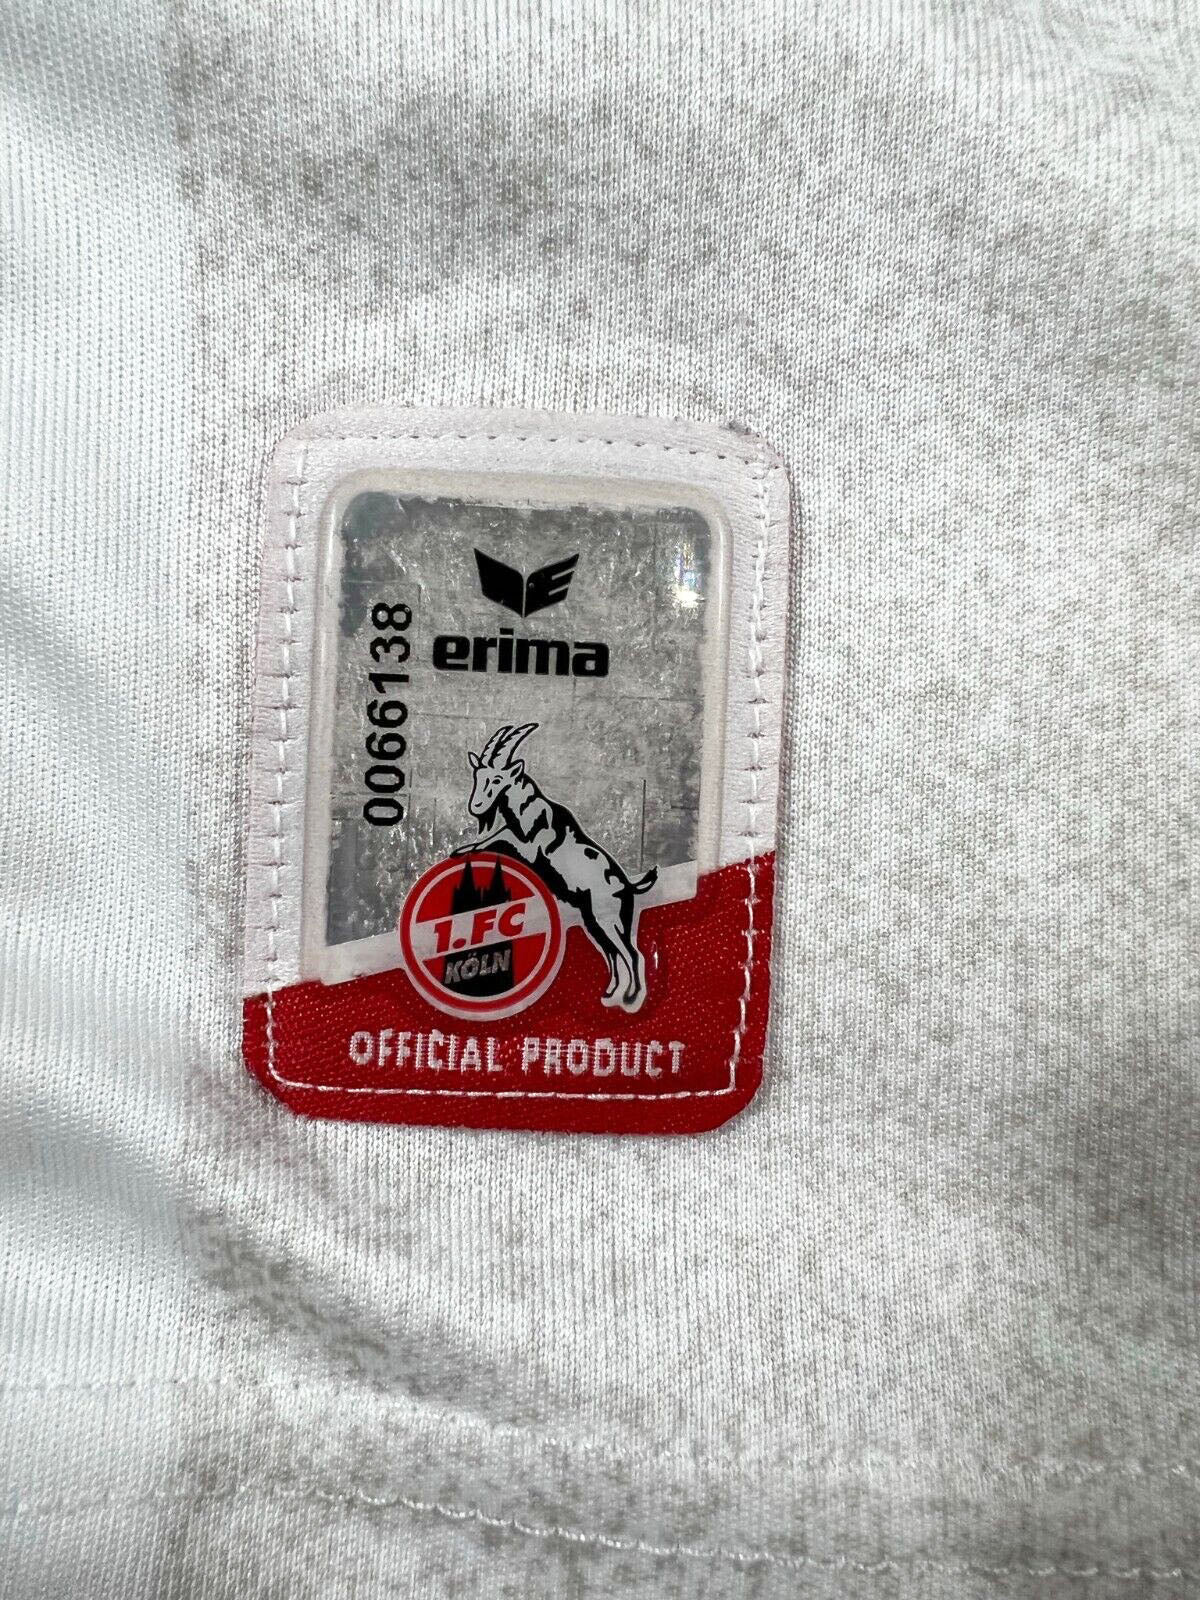 0066138
erima
1.FC
KÖLN
OFFICIAL PRODUCT